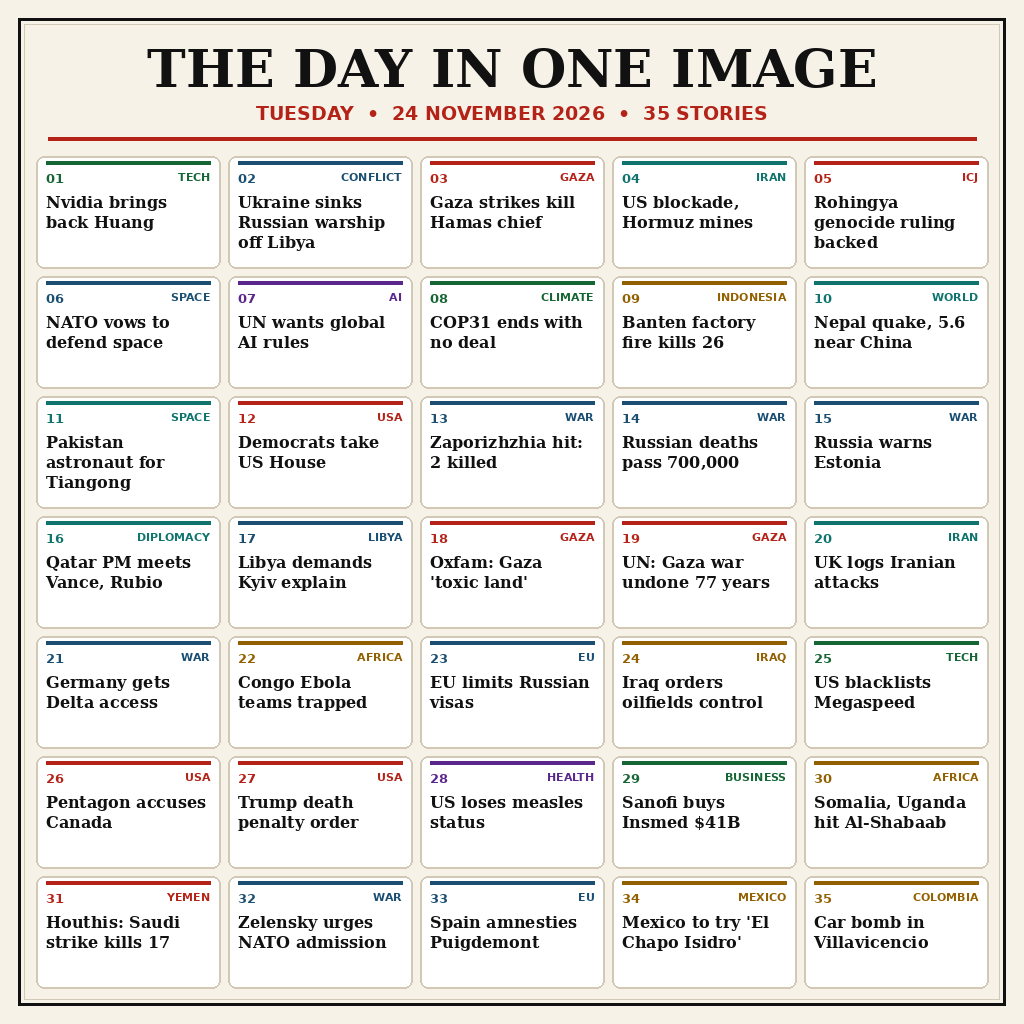 THE DAY IN ONE IMAGE
TUESDAY • 24 NOVEMBER 2026 • 35 STORIES
01 TECH
Nvidia brings
back Huang
02 CONFLICT
Ukraine sinks
Russian warship
off Libya
03 GAZA
Gaza strikes kill
Hamas chief
04 IRAN
US blockade,
Hormuz mines
05 ICJ
Rohingya
genocide ruling
backed
06 SPACE
NATO vows to
defend space
07 AI
UN wants global
AI rules
08 CLIMATE
COP31 ends with
no deal
09 INDONESIA
Banten factory
fire kills 26
10 WORLD
Nepal quake, 5.6
near China
11 SPACE
Pakistan
astronaut for
Tiangong
12 USA
Democrats take
US House
13 WAR
Zaporizhzhia hit:
2 killed
14 WAR
Russian deaths
pass 700,000
15 WAR
Russia warns
Estonia
16 DIPLOMACY
Qatar PM meets
Vance, Rubio
17 LIBYA
Libya demands
Kyiv explain
18 GAZA
Oxfam: Gaza
'toxic land'
19 GAZA
UN: Gaza war
undone 77 years
20 IRAN
UK logs Iranian
attacks
21 WAR
Germany gets
Delta access
22 AFRICA
Congo Ebola
teams trapped
23 EU
EU limits Russian
visas
24 IRAQ
Iraq orders
oilfields control
25 TECH
US blacklists
Megaspeed
26 USA
Pentagon accuses
Canada
27 USA
Trump death
penalty order
28 HEALTH
US loses measles
status
29 BUSINESS
Sanofi buys
Insmed $41B
30 AFRICA
Somalia, Uganda
hit Al-Shabaab
31 YEMEN
Houthis: Saudi
strike kills 17
32 WAR
Zelensky urges
NATO admission
33 EU
Spain amnesties
Puigdemont
34 MEXICO
Mexico to try 'El
Chapo Isidro'
35 COLOMBIA
Car bomb in
Villavicencio